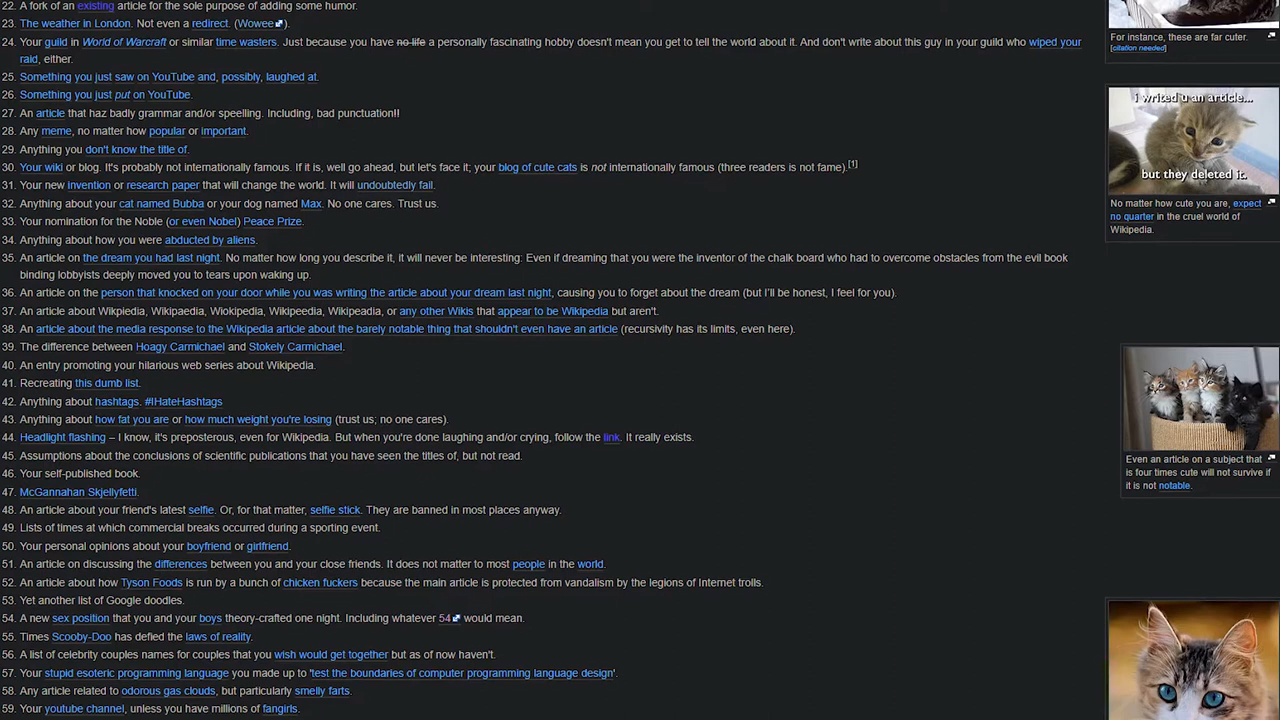 22. A fork of an existing article for the sole purpose of adding some humor.
23. The weather in London. Not even a redirect. (Wowee).
24. Your guild in World of Warcraft or similar time wasters. Just because you have no life a personally fascinating hobby doesn't mean you get to tell the world about it. And don't write about this guy in your guild who wiped your
raid, either.
25. Something you just saw on YouTube and, possibly, laughed at.
26. Something you just put on YouTube.
27. An article that haz badly grammar and/or speelling. Including, bad punctuation!!
28. Any meme, no matter how popular or important.
29. Anything you don't know the title of.
30. Your wiki or blog. It's probably not internationally famous. If it is, well go ahead, but let's face it; your blog of cute cats is not internationally famous (three readers is not fame).[1]
31. Your new invention or research paper that will change the world. It will undoubtedly fail.
32. Anything about your cat named Bubba or your dog named Max. No one cares. Trust us.
33. Your nomination for the Noble (or even Nobel) Peace Prize.
34. Anything about how you were abducted by aliens.
35. An article on the dream you had last night. No matter how long you describe it, it will never be interesting: Even if dreaming that you were the inventor of the chalk board who had to overcome obstacles from the evil book
binding lobbyists deeply moved you to tears upon waking up.
36. An article on the person that knocked on your door while you was writing the article about your dream last night, causing you to forget about the dream (but I'll be honest, I feel for you).
37. An article about Wikpiedia, Wikipaedia, Wiokipedia, Wikipeedia, Wikipeadia, or any other Wikis that appear to be Wikipedia but aren't.
38. An article about the media response to the Wikipedia article about the barely notable thing that shouldn't even have an article (recursivity has its limits, even here).
39. The difference between Hoagy Carmichael and Stokely Carmichael.
40. An entry promoting your hilarious web series about Wikipedia.
41. Recreating this dumb list.
42. Anything about hashtags. #IHateHashtags
43. Anything about how fat you are or how much weight you're losing (trust us; no one cares).
44. Headlight flashing – I know, it's preposterous, even for Wikipedia. But when you're done laughing and/or crying, follow the link. It really exists.
45. Assumptions about the conclusions of scientific publications that you have seen the titles of, but not read.
46. Your self-published book.
47. McGannahan Skjellyfetti.
48. An article about your friend's latest selfie. Or, for that matter, selfie stick. They are banned in most places anyway.
49. Lists of times at which commercial breaks occurred during a sporting event.
50. Your personal opinions about your boyfriend or girlfriend.
51. An article on discussing the differences between you and your close friends. It does not matter to most people in the world.
52. An article about how Tyson Foods is run by a bunch of chicken fuckers because the main article is protected from vandalism by the legions of Internet trolls.
53. Yet another list of Google doodles.
54. A new sex position that you and your boys theory-crafted one night. Including whatever 54 would mean.
55. Times Scooby-Doo has defied the laws of reality.
56. A list of celebrity couples names for couples that you wish would get together but as of now haven't.
57. Your stupid esoteric programming language you made up to 'test the boundaries of computer programming language design'.
58. Any article related to odorous gas clouds, but particularly smelly farts.
59. Your youtube channel, unless you have millions of fangirls.
For instance, these are far cuter.
[citation needed]
i writed u an article...
but they deleted it.
No matter how cute you are, expect
no quarter in the cruel world of
Wikipedia.
Even an article on a subject that
is four times cute will not survive if
it is not notable.